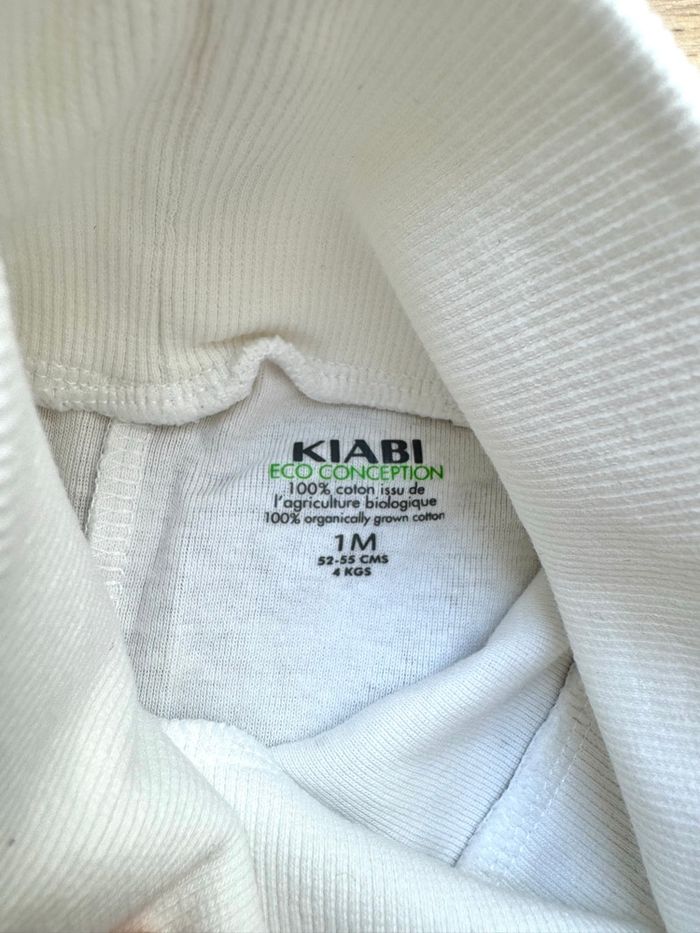 KIABI
ECO CONCEPTION
100% coton issu de
l'agriculture biologique
100% organically grown cotton
1M
52-55 CMS
4 KGS